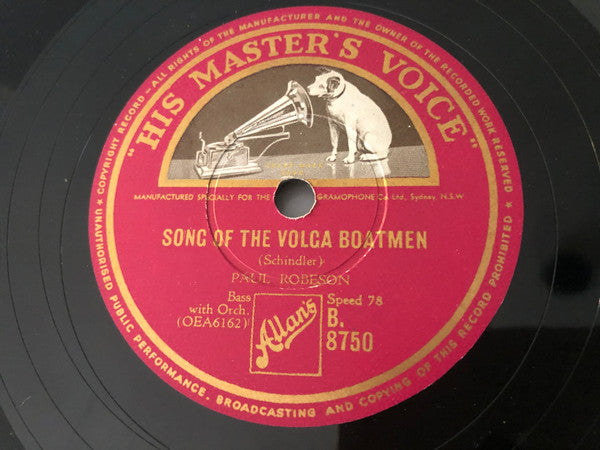 "HIS MASTER'S VOICE"
COPYRIGHT RECORD — ALL RIGHTS OF THE MANUFACTURER AND THE OWNER OF THE RECORDED WORK RESERVED
UNAUTHORISED PUBLIC PERFORMANCE, BROADCASTING AND COPYING OF THIS RECORD PROHIBITED
MANUFACTURED SPECIALLY FOR THE GRAMOPHONE Co Ltd, Sydney, N.S.W
SONG OF THE VOLGA BOATMEN
(Schindler)
PAUL ROBESON
Bass
with Orch.
(OEA6162)
Allan's
Speed 78
B.
8750